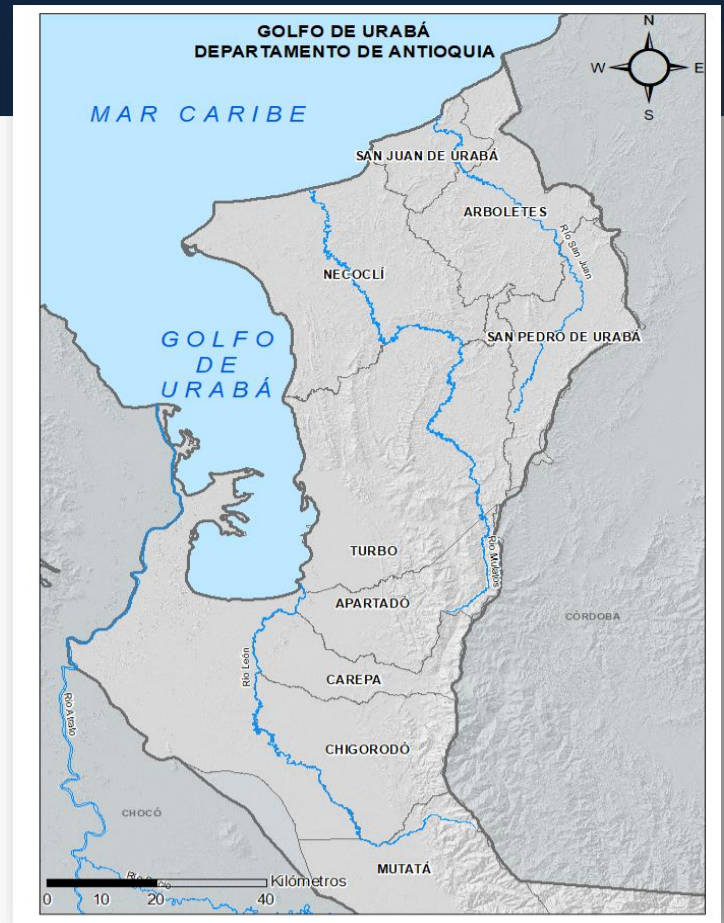 GOLFO DE URABÁ
DEPARTAMENTO DE ANTIOQUIA
N
W
E
S
MAR CARIBE
SAN JUAN DE URABÁ
ARBOLETES
Río San Juan
NECOCLÍ
GOLFO
DE
URABÁ
SAN PEDRO DE URABÁ
TURBO
Río Mulatos
APARTADÓ
CÓRDOBA
Río León
CAREPA
Río Atrato
CHIGORODÓ
CHOCÓ
MUTATÁ
Río
Kilómetros
0 10 20 40